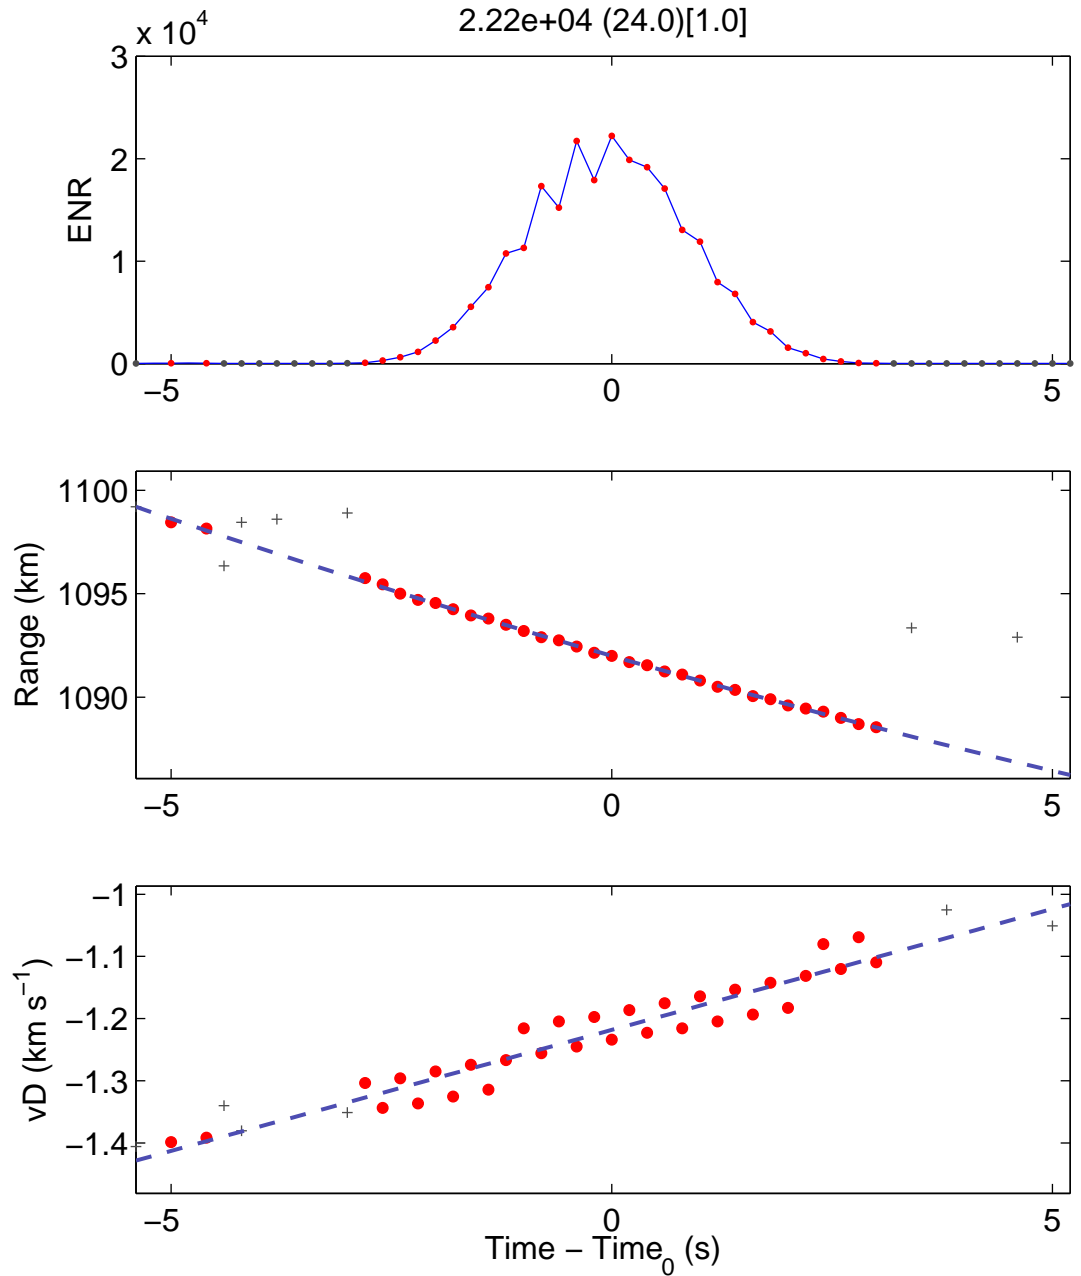 2.22e+04 (24.0)[1.0]
x 10⁴
3
2
1
0
ENR
−5 0 5
1100
1095
1090
Range (km)
−5 0 5
−1
−1.1
−1.2
−1.3
−1.4
vD (km s⁻¹)
−5 0 5
Time − Time₀ (s)